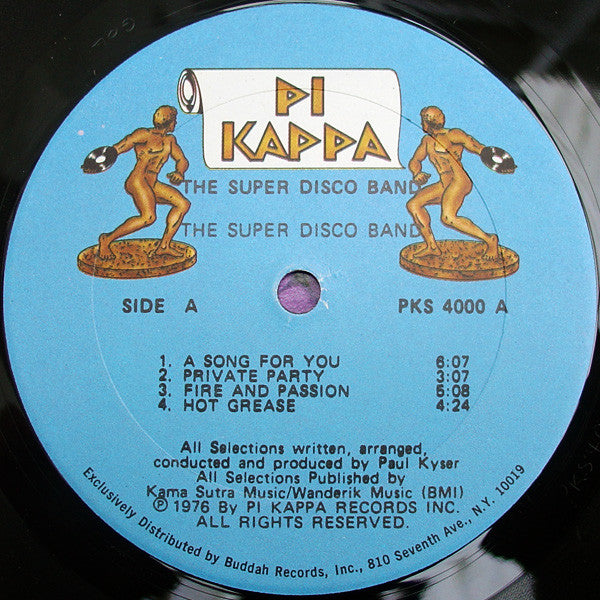 PI
KAPPA
THE SUPER DISCO BAND
THE SUPER DISCO BAND
SIDE A
PKS 4000 A
1. A SONG FOR YOU 6:07
2. PRIVATE PARTY 3:07
3. FIRE AND PASSION 5:08
4. HOT GREASE 4:24
All Selections written, arranged,
conducted and produced by Paul Kyser
All Selections Published by
Kama Sutra Music/Wanderik Music (BMI)
Ⓟ1976 By PI KAPPA RECORDS INC.
ALL RIGHTS RESERVED.
Exclusively Distributed by Buddah Records, Inc., 810 Seventh Ave., N.Y. 10019